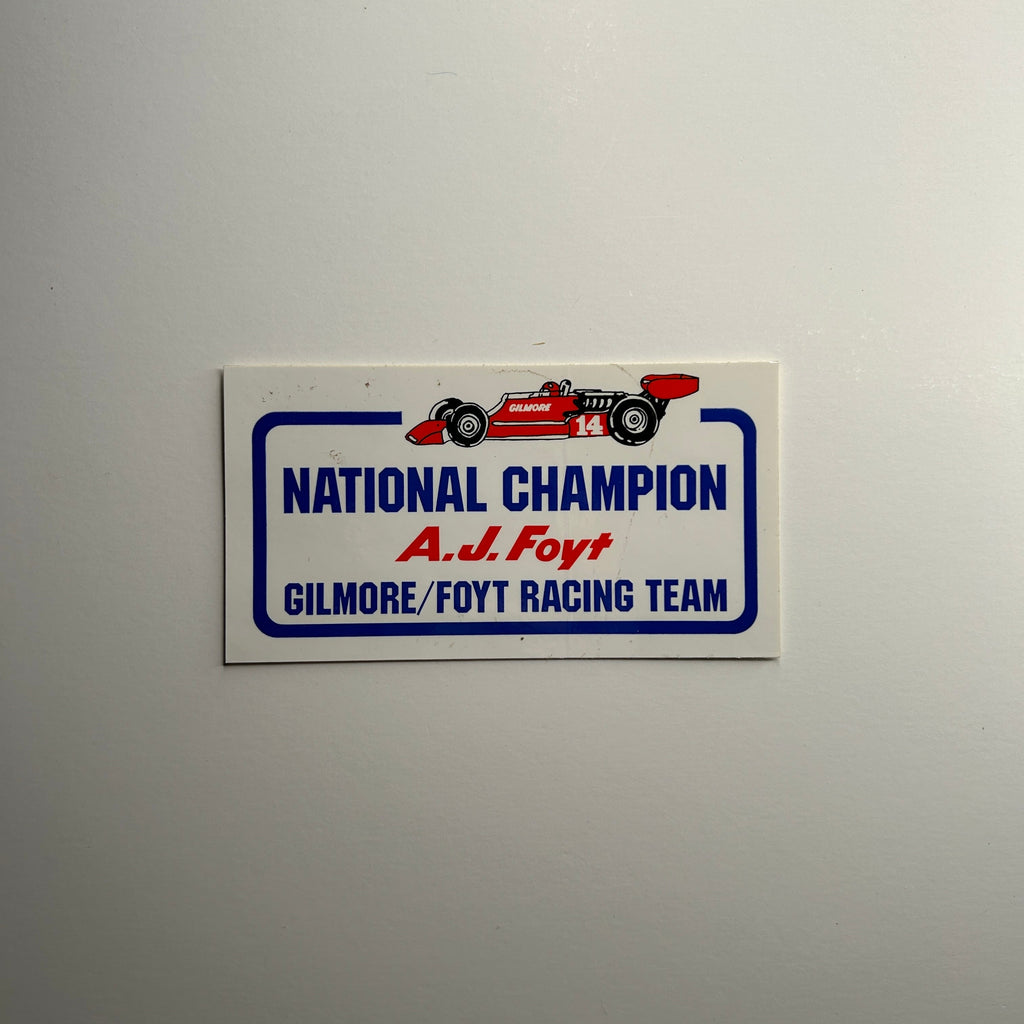 GILMORE
14
NATIONAL CHAMPION
A.J. Foyt
GILMORE/FOYT RACING TEAM